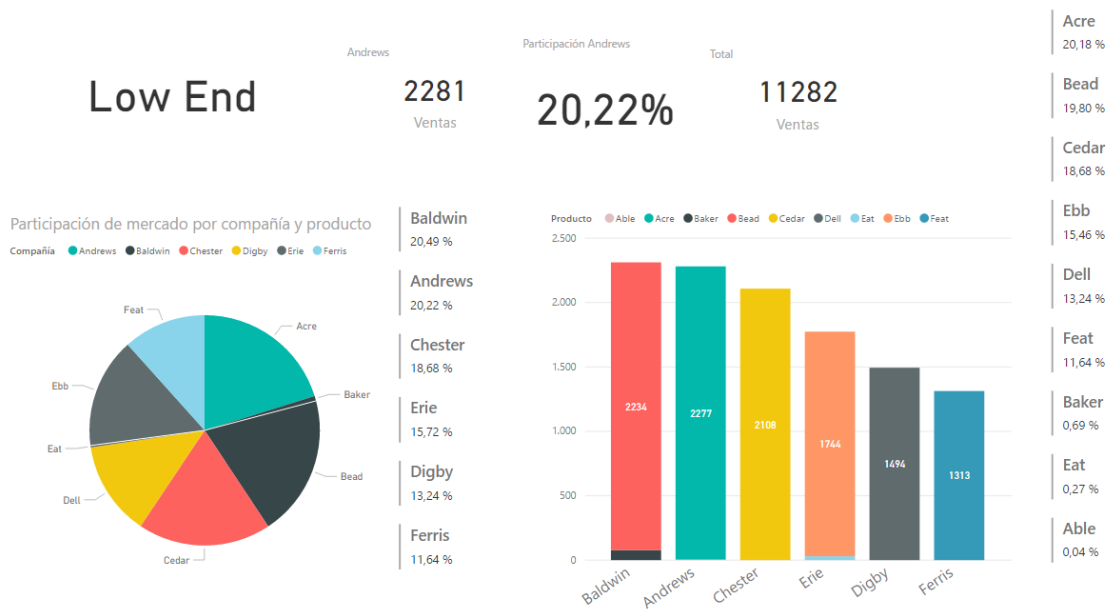 Low End
Andrews
2281
Ventas
Participación Andrews
20,22%
Total
11282
Ventas
Participación de mercado por compañía y producto
Compañía Andrews Baldwin Chester Digby Erie Ferris
Feat
Acre
Baker
Ebb
Eat
Bead
Dell
Cedar
Baldwin
20,49 %
Andrews
20,22 %
Chester
18,68 %
Erie
15,72 %
Digby
13,24 %
Ferris
11,64 %
Producto Able Acre Baker Bead Cedar Dell Eat Ebb Feat
2.500
2.000
1.500
1.000
500
0
2234
2277
2108
1744
1494
1313
Baldwin
Andrews
Chester
Erie
Digby
Ferris
Acre
20,18 %
Bead
19,80 %
Cedar
18,68 %
Ebb
15,46 %
Dell
13,24 %
Feat
11,64 %
Baker
0,69 %
Eat
0,27 %
Able
0,04 %